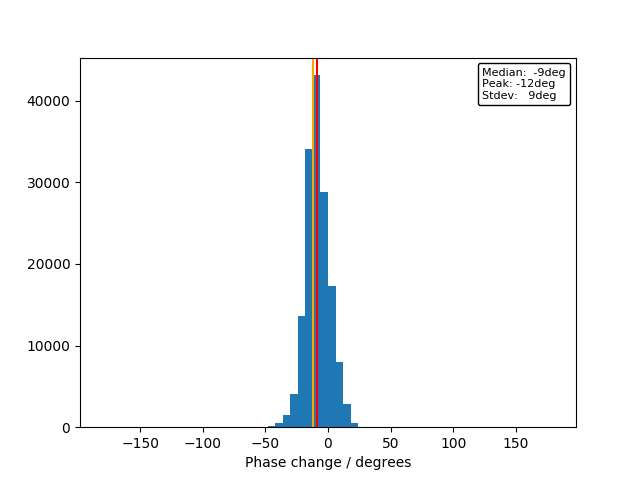 Median:  -9deg
Peak: -12deg
Stdev:   9deg
40000
30000
20000
10000
0
−150 −100 −50 0 50 100 150
Phase change / degrees